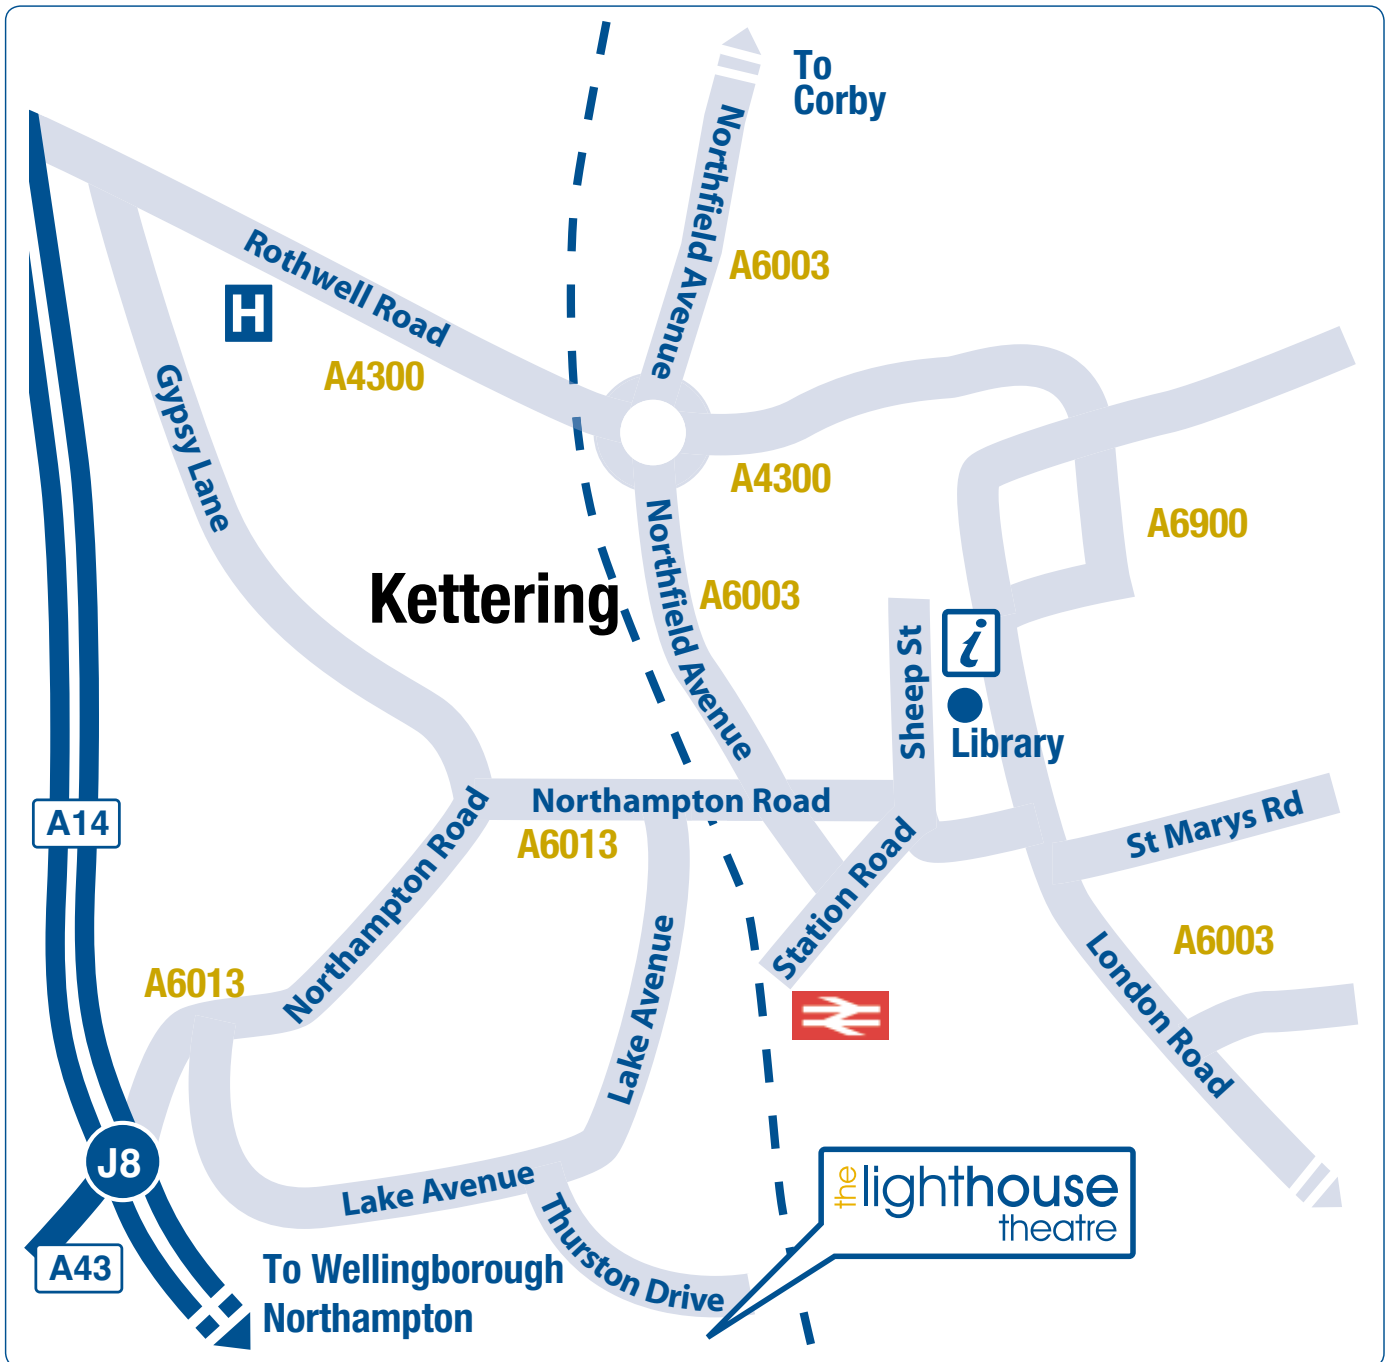 To
Corby
Northfield Avenue
A6003
Rothwell Road
H
A4300
Gypsy Lane
A4300
A6900
Northfield Avenue
Kettering
A6003
Sheep St
i
Library
Northampton Road
A14
St Marys Rd
A6013
Station Road
Northampton Road
Lake Avenue
A6003
London Road
A6013
J8
the lighthouse
theatre
Lake Avenue
Thurston Drive
A43
To Wellingborough
Northampton